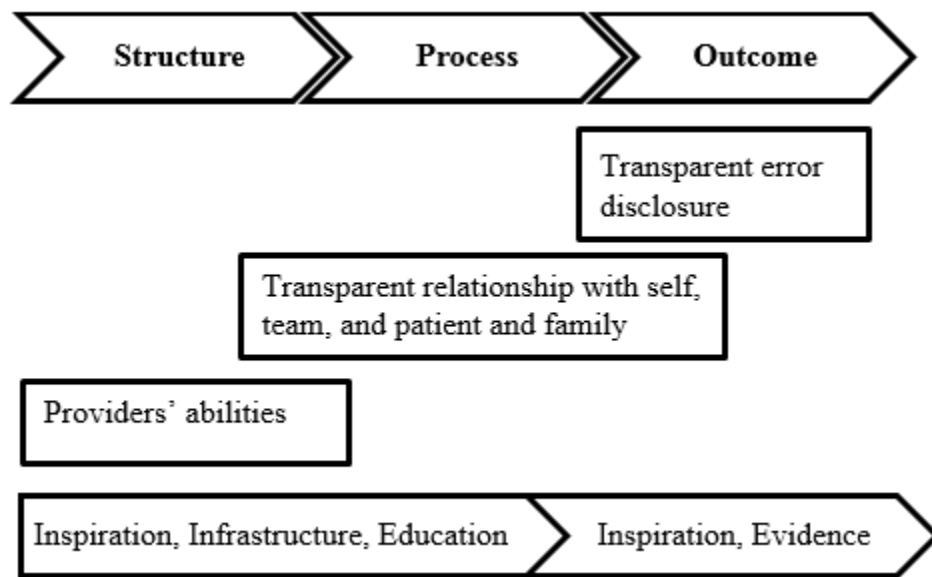 Structure
Process
Outcome
Transparent error
disclosure
Transparent relationship with self,
team, and patient and family
Providers’ abilities
Inspiration, Infrastructure, Education
Inspiration, Evidence